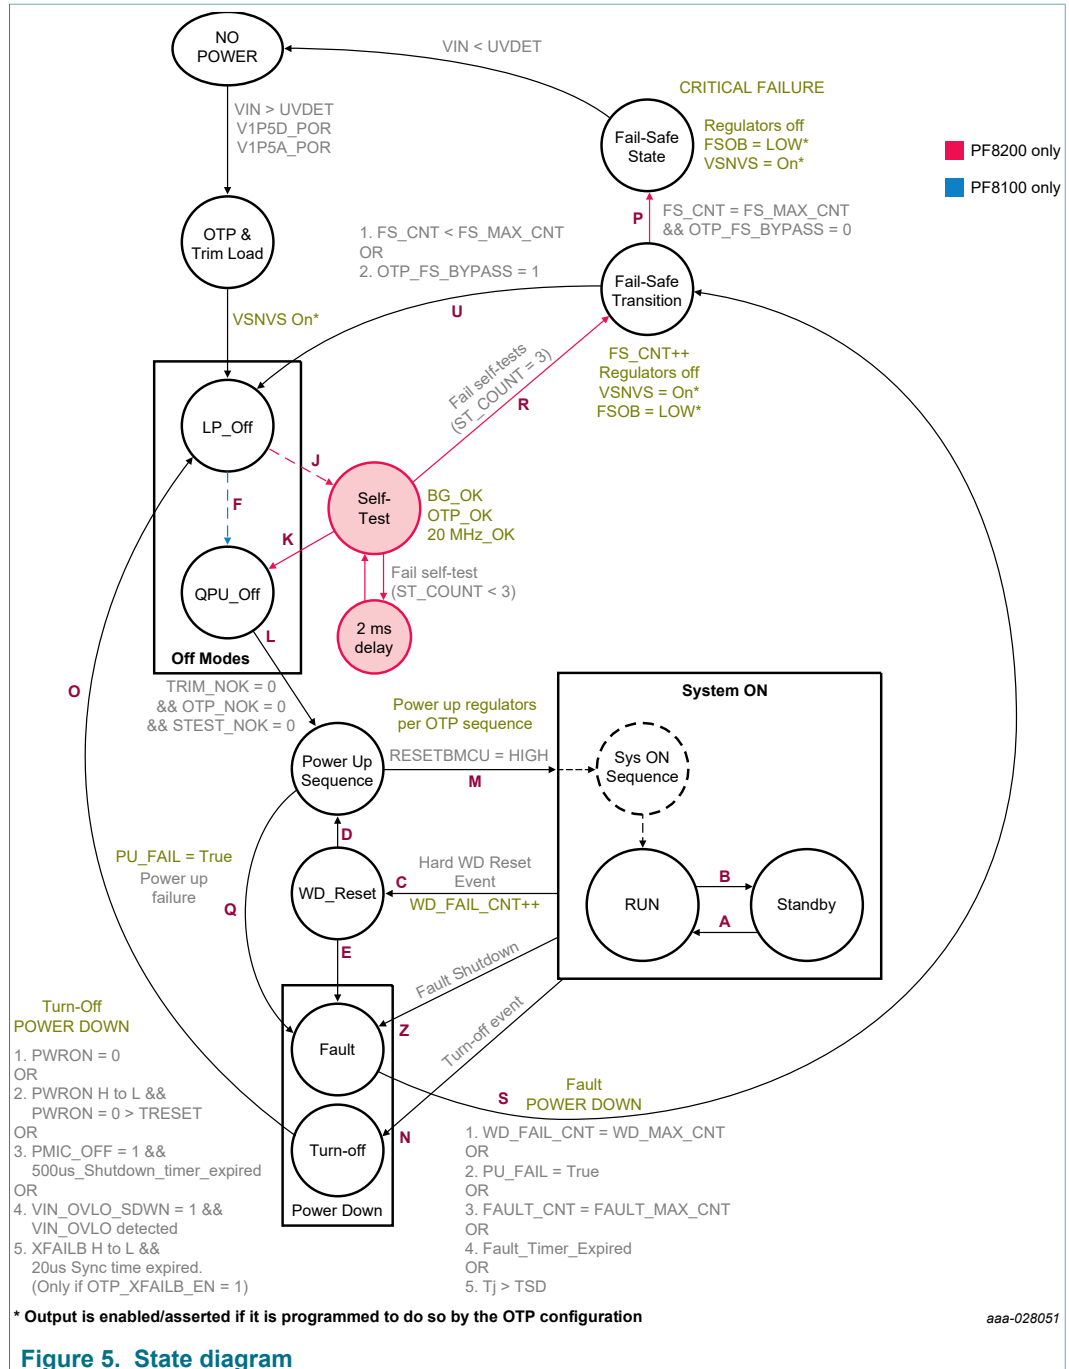 NO
POWER
VIN < UVDET
VIN > UVDET
V1P5D_POR
V1P5A_POR
CRITICAL FAILURE
Regulators off
FSOB = LOW*
VSNVS = On*
Fail-Safe
State
PF8200 only
PF8100 only
P
FS_CNT = FS_MAX_CNT
&& OTP_FS_BYPASS = 0
OTP &
Trim Load
1. FS_CNT < FS_MAX_CNT
OR
2. OTP_FS_BYPASS = 1
Fail-Safe
Transition
U
VSNVS On*
FS_CNT++
Regulators off
VSNVS = On*
FSOB = LOW*
Fail self-tests
(ST_COUNT = 3)
R
LP_Off
J
F
Self-
Test
BG_OK
OTP_OK
20 MHz_OK
K
QPU_Off
Fail self-test
(ST_COUNT < 3)
2 ms
delay
L
Off Modes
O
TRIM_NOK = 0
&& OTP_NOK = 0
&& STEST_NOK = 0
Power up regulators
per OTP sequence
System ON
Power Up
Sequence
RESETBMCU = HIGH
M
Sys ON
Sequence
D
PU_FAIL = True
Power up
failure
Q
WD_Reset
Hard WD Reset
Event
C
WD_FAIL_CNT++
RUN
B
A
Standby
E
Fault Shutdown
Z
Turn-off event
Fault
Turn-Off
POWER DOWN
1. PWRON = 0
OR
2. PWRON H to L &&
PWRON = 0 > TRESET
OR
3. PMIC_OFF = 1 &&
500us_Shutdown_timer_expired
OR
4. VIN_OVLO_SDWN = 1 &&
VIN_OVLO detected
5. XFAILB H to L &&
20us Sync time expired.
(Only if OTP_XFAILB_EN = 1)
N
Turn-off
Power Down
S
Fault
POWER DOWN
1. WD_FAIL_CNT = WD_MAX_CNT
OR
2. PU_FAIL = True
OR
3. FAULT_CNT = FAULT_MAX_CNT
OR
4. Fault_Timer_Expired
OR
5. Tj > TSD
* Output is enabled/asserted if it is programmed to do so by the OTP configuration
aaa-028051
Figure 5. State diagram